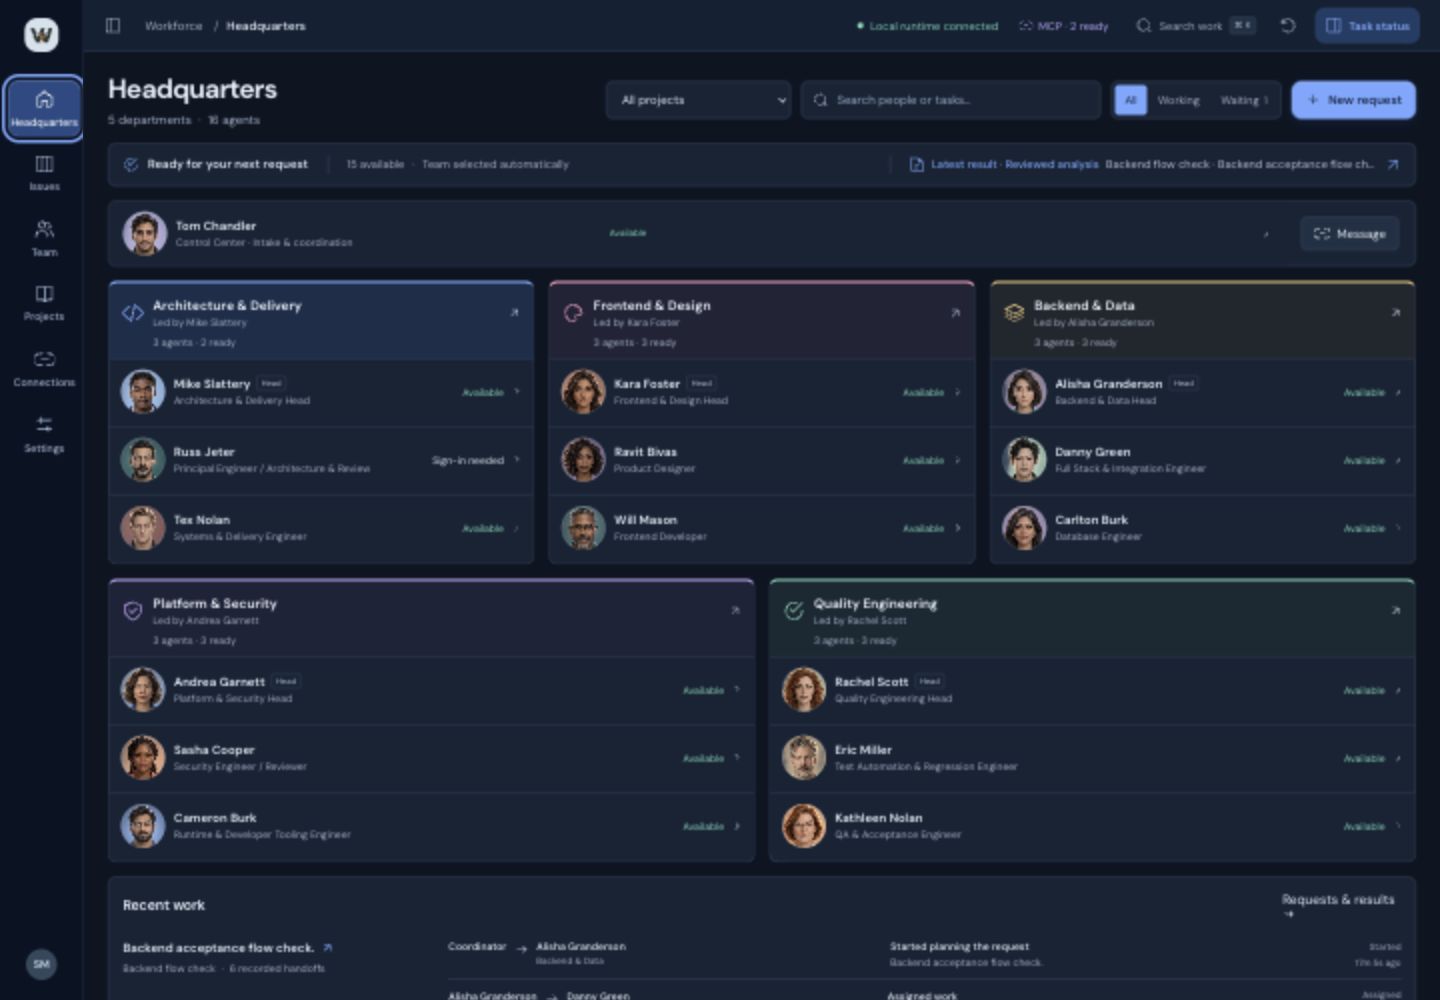 W
Workforce / Headquarters
Local runtime connected
MCP · 2 ready
Search work ⌘ K
Task status
Headquarters
Issues
Team
Projects
Connections
Settings
SM
Headquarters
5 departments · 16 agents
All projects
Search people or tasks...
All
Working
Waiting 1
+ New request
Ready for your next request
15 available · Team selected automatically
Latest result · Reviewed analysis Backend flow check · Backend acceptance flow ch...
Tom Chandler
Control Center · Intake & coordination
Available
Message
Architecture & Delivery
Led by Mike Slattery
3 agents · 2 ready
Mike Slattery Head
Architecture & Delivery Head
Available
Russ Jeter
Principal Engineer / Architecture & Review
Sign-in needed
Tex Nolan
Systems & Delivery Engineer
Available
Frontend & Design
Led by Kara Foster
3 agents · 3 ready
Kara Foster Head
Frontend & Design Head
Available
Ravit Bivas
Product Designer
Available
Will Mason
Frontend Developer
Available
Backend & Data
Led by Alisha Granderson
3 agents · 3 ready
Alisha Granderson Head
Backend & Data Head
Available
Danny Green
Full Stack & Integration Engineer
Available
Carlton Burk
Database Engineer
Available
Platform & Security
Led by Andrea Garnett
3 agents · 3 ready
Andrea Garnett Head
Platform & Security Head
Available
Sasha Cooper
Security Engineer / Reviewer
Available
Cameron Burk
Runtime & Developer Tooling Engineer
Available
Quality Engineering
Led by Rachel Scott
3 agents · 3 ready
Rachel Scott Head
Quality Engineering Head
Available
Eric Miller
Test Automation & Regression Engineer
Available
Kathleen Nolan
QA & Acceptance Engineer
Available
Recent work
Requests & results
→
Backend acceptance flow check.
Backend flow check · 6 recorded handoffs
Coordinator → Alisha Granderson
Backend & Data
Started planning the request
Backend acceptance flow check.
Started
ago
Alisha Granderson → Danny Green
Assigned work
Assigned